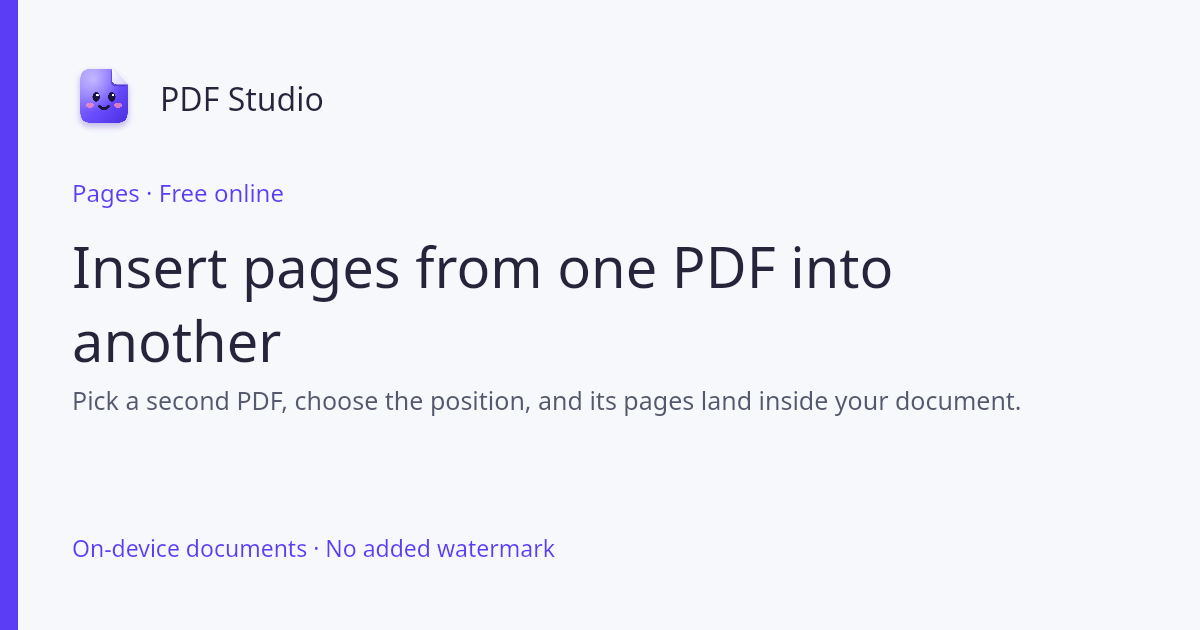 PDF Studio
Pages · Free online
Insert pages from one PDF into
another
Pick a second PDF, choose the position, and its pages land inside your document.
On-device documents · No added watermark